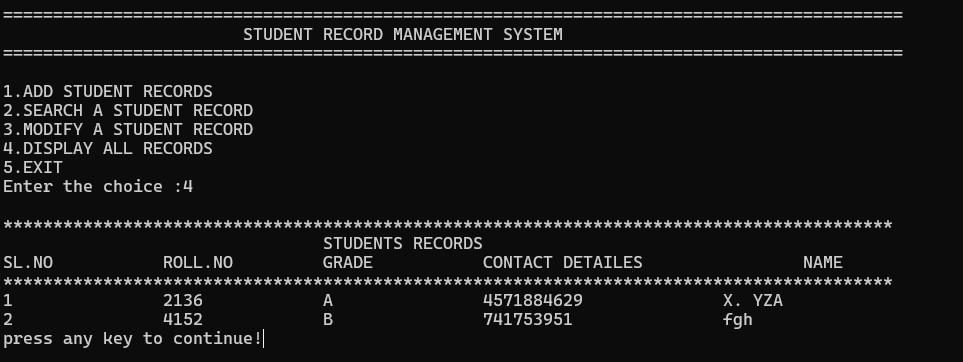 ==========================================================================================
STUDENT RECORD MANAGEMENT SYSTEM
==========================================================================================
1.ADD STUDENT RECORDS
2.SEARCH A STUDENT RECORD
3.MODIFY A STUDENT RECORD
4.DISPLAY ALL RECORDS
5.EXIT
Enter the choice :4
*****************************************************************************************
STUDENTS RECORDS
SL.NO ROLL.NO GRADE CONTACT DETAILES NAME
*****************************************************************************************
1 2136 A 4571884629 X. YZA
2 4152 B 741753951 fgh
press any key to continue!